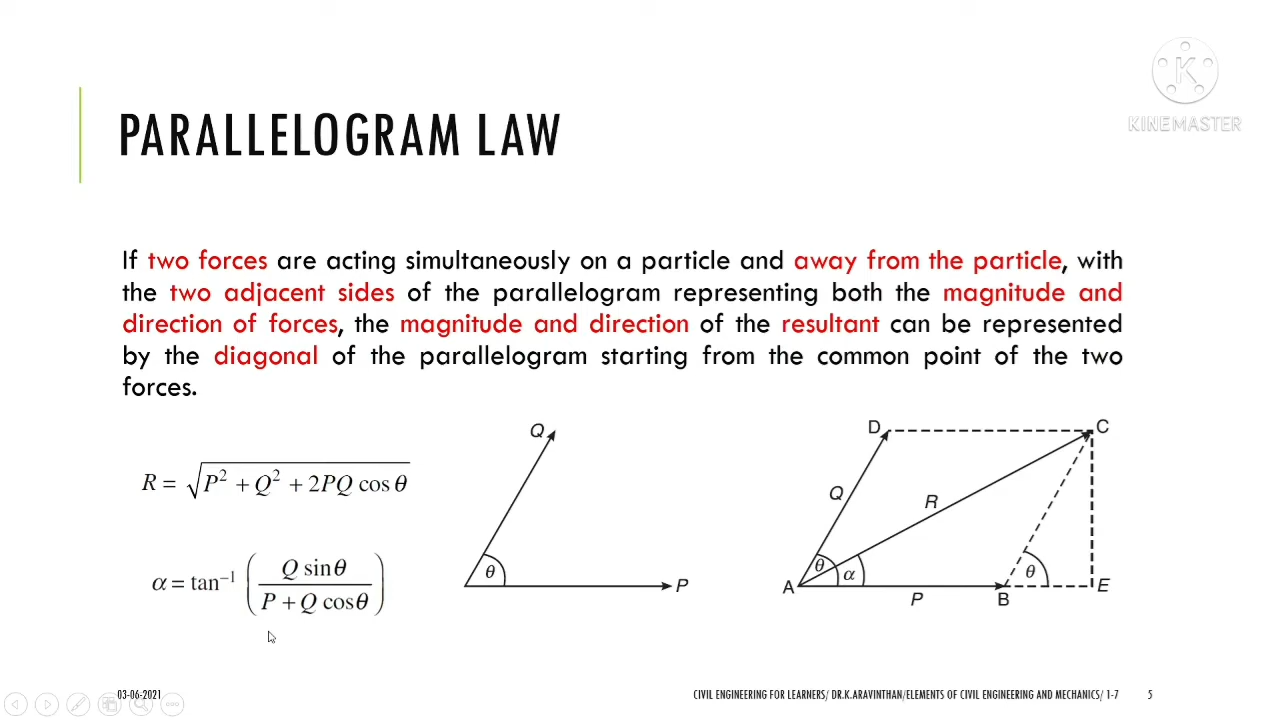 KINEMASTER
PARALLELOGRAM LAW
If two forces are acting simultaneously on a particle and away from the particle, with
the two adjacent sides of the parallelogram representing both the magnitude and
direction of forces, the magnitude and direction of the resultant can be represented
by the diagonal of the parallelogram starting from the common point of the two
forces.
R = √(P² + Q² + 2PQ cos θ)
α = tan⁻¹ (Q sinθ / (P + Q cosθ))
Q
θ
P
D
C
Q
R
θ
α
θ
A
P
B
E
03-06-2021
CIVIL ENGINEERING FOR LEARNERS/ DR.K.ARAVINTHAN/ELEMENTS OF CIVIL ENGINEERING AND MECHANICS/ 1-7
5